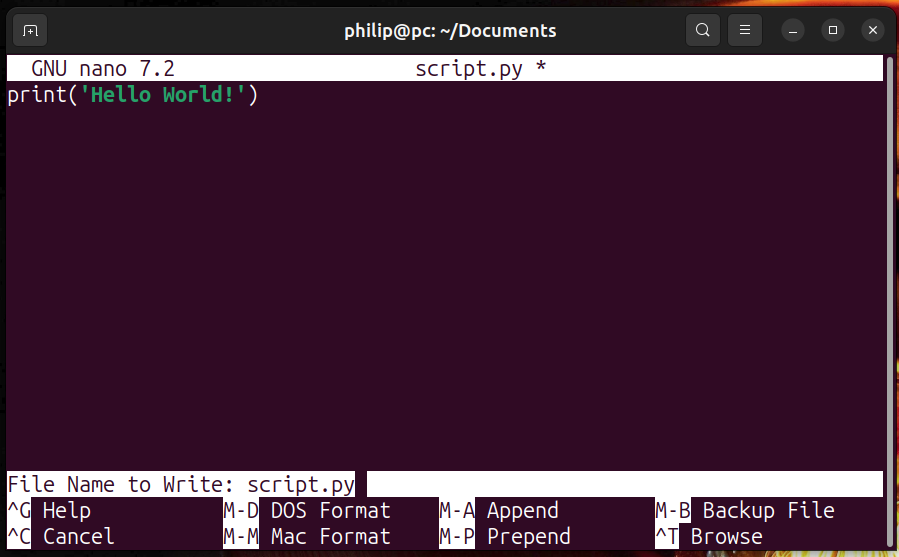 philip@pc: ~/Documents
GNU nano 7.2 script.py *
print('Hello World!')
File Name to Write: script.py
^G Help M-D DOS Format M-A Append M-B Backup File
^C Cancel M-M Mac Format M-P Prepend ^T Browse